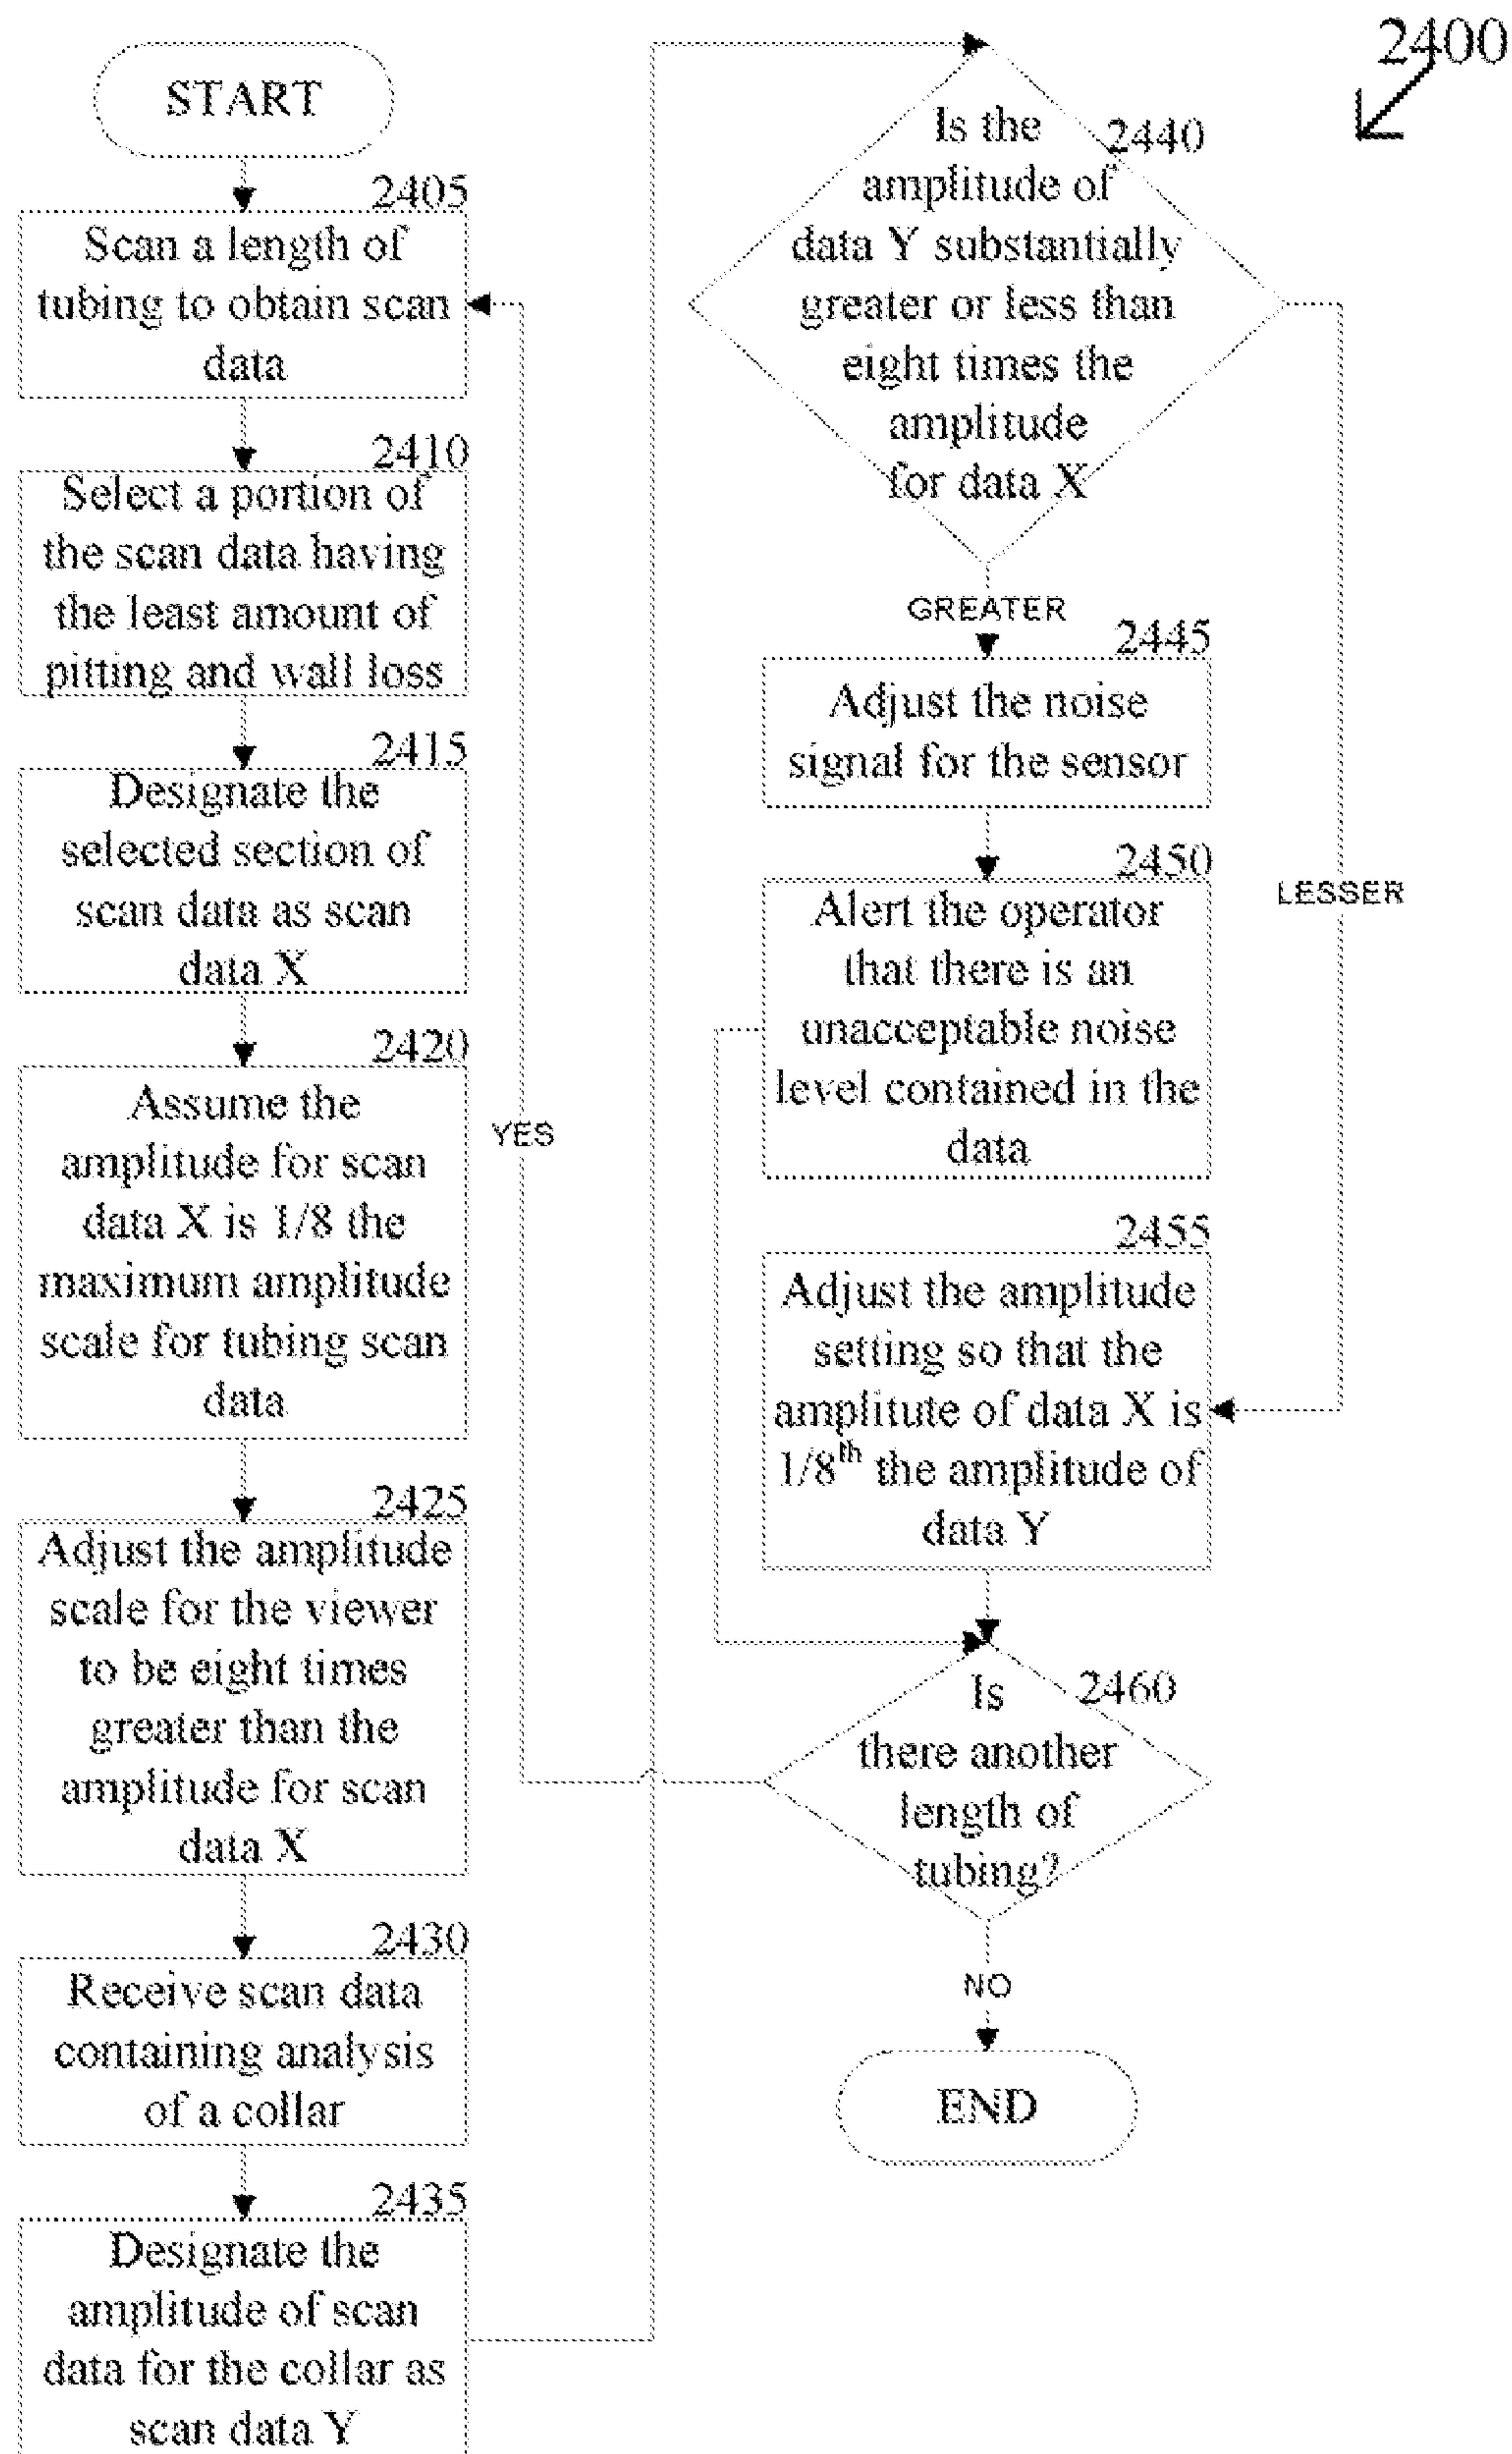 2400
START
2405
Scan a length of
tubing to obtain scan
data
2410
Select a portion of
the scan data having
the least amount of
pitting and wall loss
2415
Designate the
selected section of
scan data as scan
data X
2420
Assume the
amplitude for scan
data X is 1/8 the
maximum amplitude
scale for tubing scan
data
2425
Adjust the amplitude
scale for the viewer
to be eight times
greater than the
amplitude for scan
data X
2430
Receive scan data
containing analysis
of a collar
2435
Designate the
amplitude of scan
data for the collar as
scan data Y
YES
2440
Is the
amplitude of
data Y substantially
greater or less than
eight times the
amplitude
for data X
GREATER
LESSER
2445
Adjust the noise
signal for the sensor
2450
Alert the operator
that there is an
unacceptable noise
level contained in the
data
2455
Adjust the amplitude
setting so that the
amplitute of data X is
1/8th the amplitude of
data Y
2460
Is
there another
length of
tubing?
NO
END